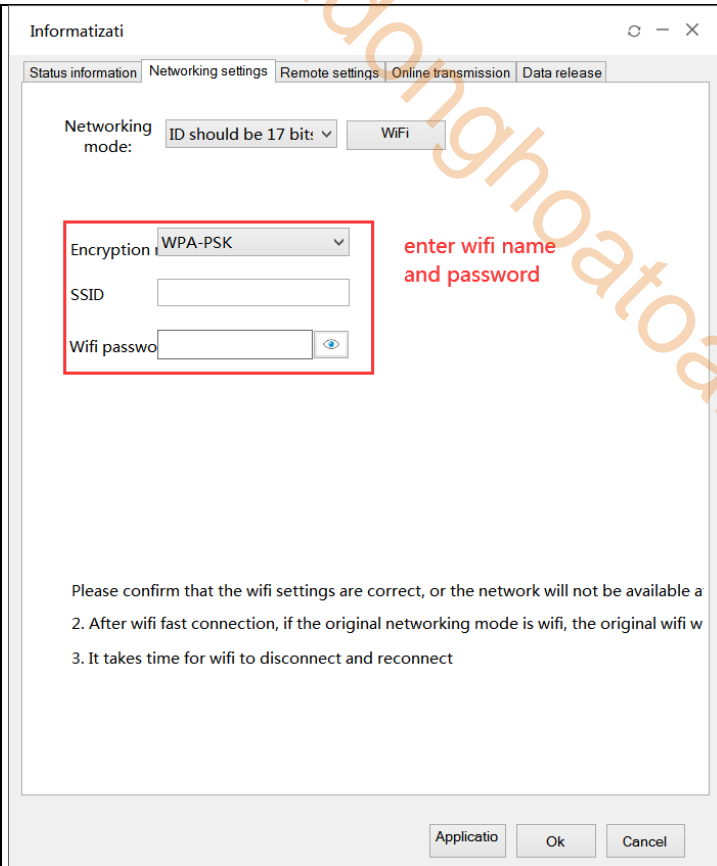 Informatizati
Status information Networking settings Remote settings Online transmission Data release
Networking
mode:
ID should be 17 bit
WiFi
Encryption
WPA-PSK
enter wifi name
and password
SSID
Wifi passwo
Please confirm that the wifi settings are correct, or the network will not be available a
2. After wifi fast connection, if the original networking mode is wifi, the original wifi w
3. It takes time for wifi to disconnect and reconnect
Applicatio Ok Cancel
donghoatoa